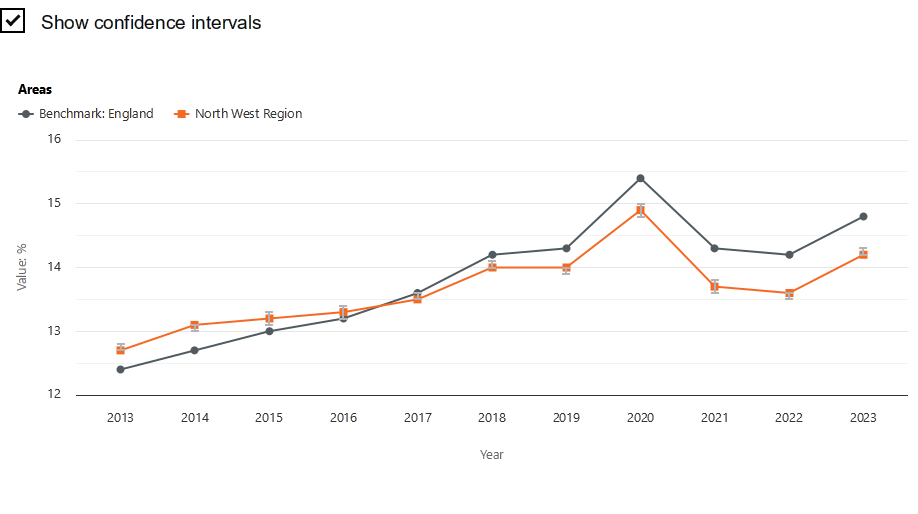 Show confidence intervals
Areas
Benchmark: England North West Region
16
15
14
13
12
Value: %
2013 2014 2015 2016 2017 2018 2019 2020 2021 2022 2023
Year